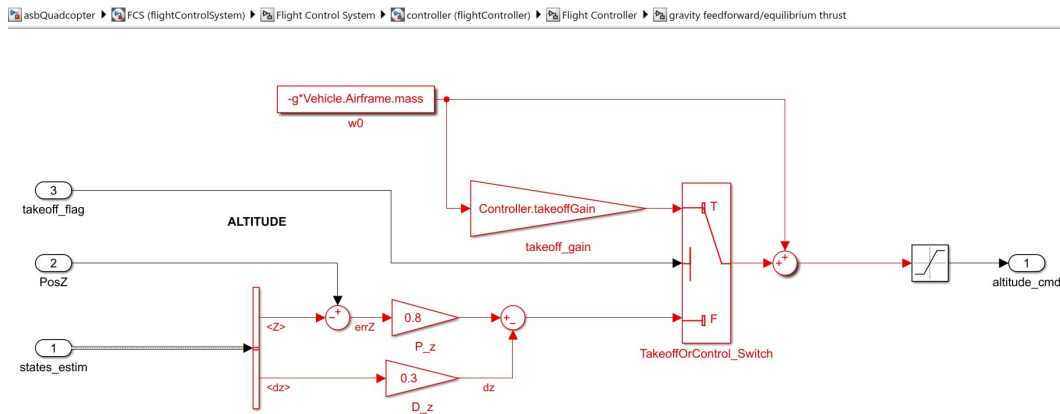 asbQuadcopter FCS (flightControlSystem) Flight Control System controller (flightController) Flight Controller gravity feedforward/equilibrium thrust
-g*Vehicle.Airframe.mass
w0
3
takeoff_flag
ALTITUDE
Controller.takeoffGain
T
takeoff_gain
2
PosZ
+
+
1
altitude_cmd
<Z>
−
+
errZ
0.8
P_z
+
−
F
TakeoffOrControl_Switch
1
states_estim
<dz>
0.3
D_z
dz